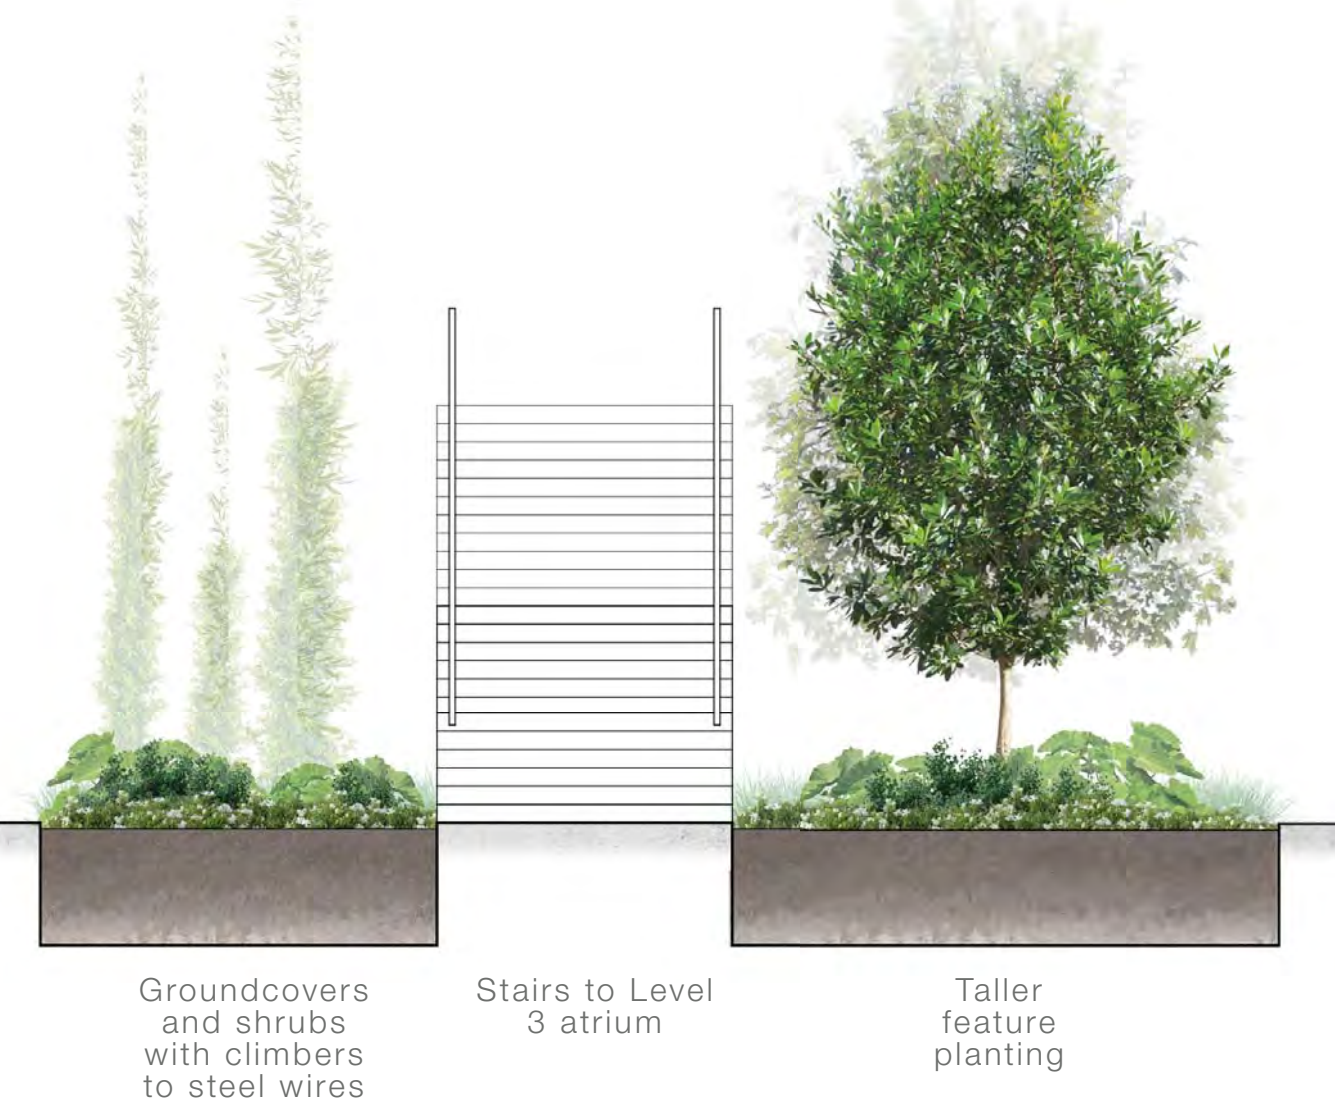 Groundcovers
and shrubs
with climbers
to steel wires
Stairs to Level
3 atrium
Taller
feature
planting